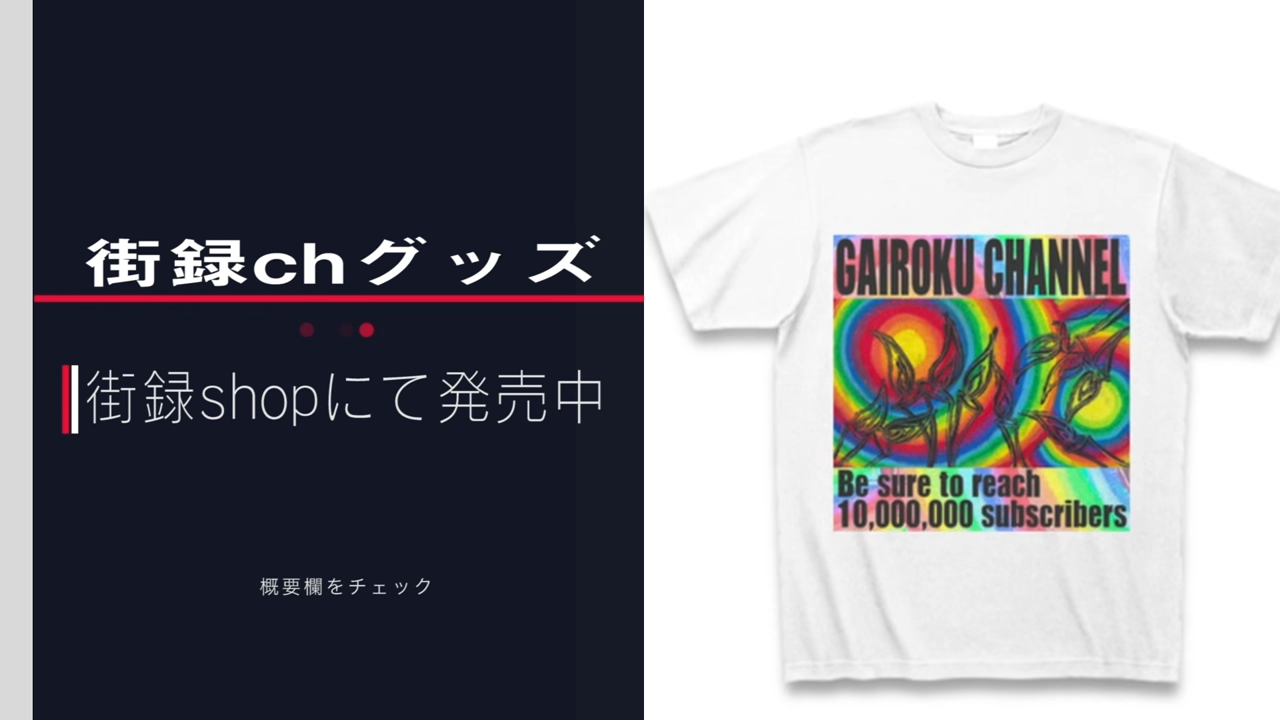 街録chグッズ
街録shopにて発売中
概要欄をチェック
GAIROKU CHANNEL
Be sure to reach
10,000,000 subscribers